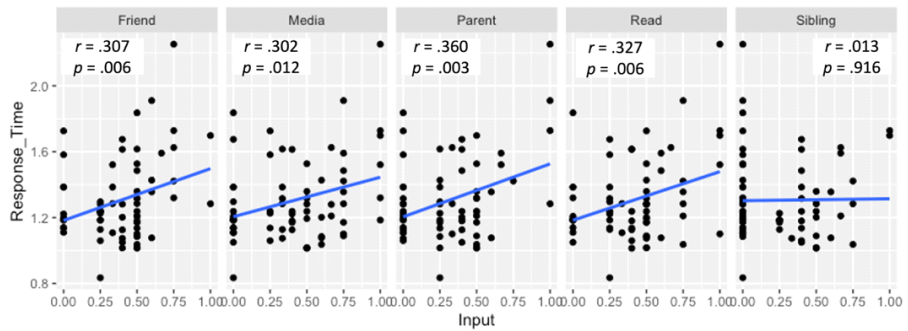 Friend Media Parent Read Sibling
r = .307 r = .302 r = .360 r = .327 r = .013
p = .006 p = .012 p = .003 p = .006 p = .916
Response_Time
2.0
1.6
1.2
0.8
0.00 0.25 0.50 0.75 1.00 0.00 0.25 0.50 0.75 1.00 0.00 0.25 0.50 0.75 1.00 0.00 0.25 0.50 0.75 1.00 0.00 0.25 0.50 0.75 1.00
Input